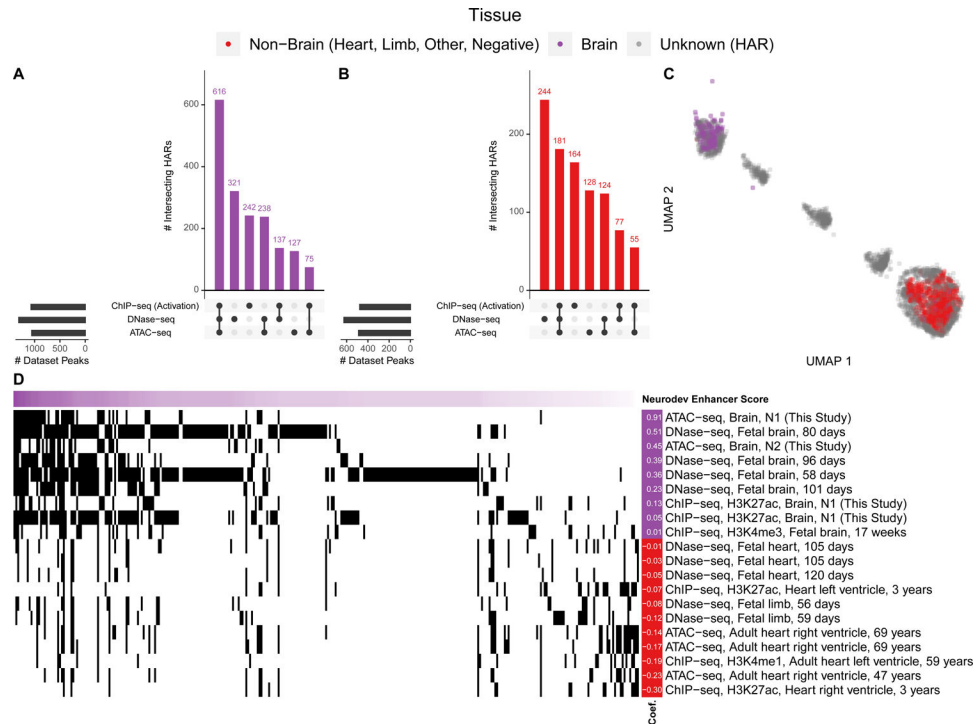 Tissue
Non−Brain (Heart, Limb, Other, Negative) Brain Unknown (HAR)
A
# Intersecting HARs
600
400
200
0
616
321
242
238
137
127
75
ChIP−seq (Activation)
DNase−seq
ATAC−seq
1000 500 0
# Dataset Peaks
B
# Intersecting HARs
200
100
0
244
181
164
128
124
77
55
ChIP−seq (Activation)
DNase−seq
ATAC−seq
600 400 200 0
# Dataset Peaks
C
UMAP 2
UMAP 1
D
Neurodev Enhancer Score
0.91 ATAC−seq, Brain, N1 (This Study)
0.51 DNase−seq, Fetal brain, 80 days
0.45 ATAC−seq, Brain, N2 (This Study)
0.39 DNase−seq, Fetal brain, 96 days
0.36 DNase−seq, Fetal brain, 58 days
0.23 DNase−seq, Fetal brain, 101 days
0.13 ChIP−seq, H3K27ac, Brain, N1 (This Study)
0.05 ChIP−seq, H3K27ac, Brain, N1 (This Study)
0.01 ChIP−seq, H3K4me3, Fetal brain, 17 weeks
−0.01 DNase−seq, Fetal heart, 105 days
−0.03 DNase−seq, Fetal heart, 105 days
−0.05 DNase−seq, Fetal heart, 120 days
−0.07 ChIP−seq, H3K27ac, Heart left ventricle, 3 years
−0.08 DNase−seq, Fetal limb, 56 days
−0.12 DNase−seq, Fetal limb, 59 days
−0.14 ATAC−seq, Adult heart right ventricle, 69 years
−0.17 ATAC−seq, Adult heart right ventricle, 69 years
−0.19 ChIP−seq, H3K4me1, Adult heart left ventricle, 59 years
−0.23 ATAC−seq, Adult heart right ventricle, 47 years
−0.30 ChIP−seq, H3K27ac, Heart right ventricle, 3 years
Coef.